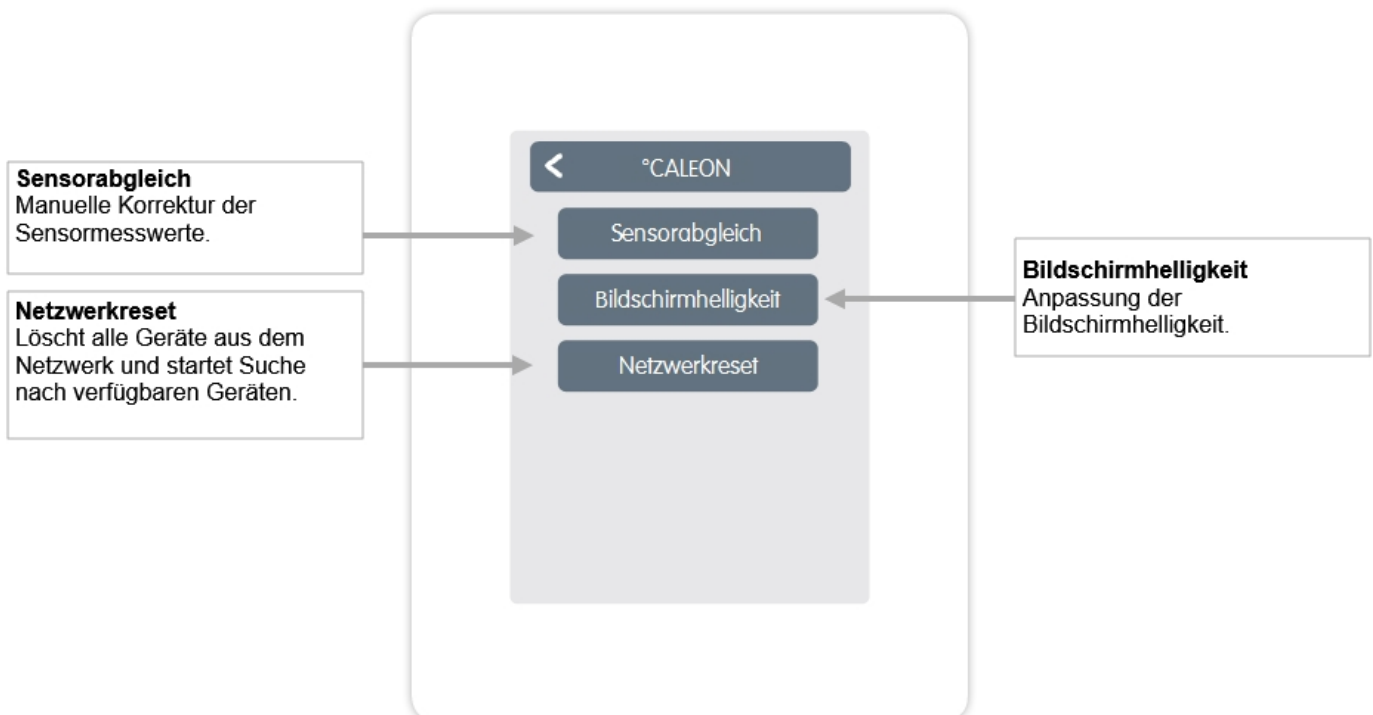 Sensorabgleich
Manuelle Korrektur der
Sensormesswerte.
Netzwerkreset
Löscht alle Geräte aus dem
Netzwerk und startet Suche
nach verfügbaren Geräten.
< °CALEON
Sensorabgleich
Bildschirmhelligkeit
Netzwerkreset
Bildschirmhelligkeit
Anpassung der
Bildschirmhelligkeit.